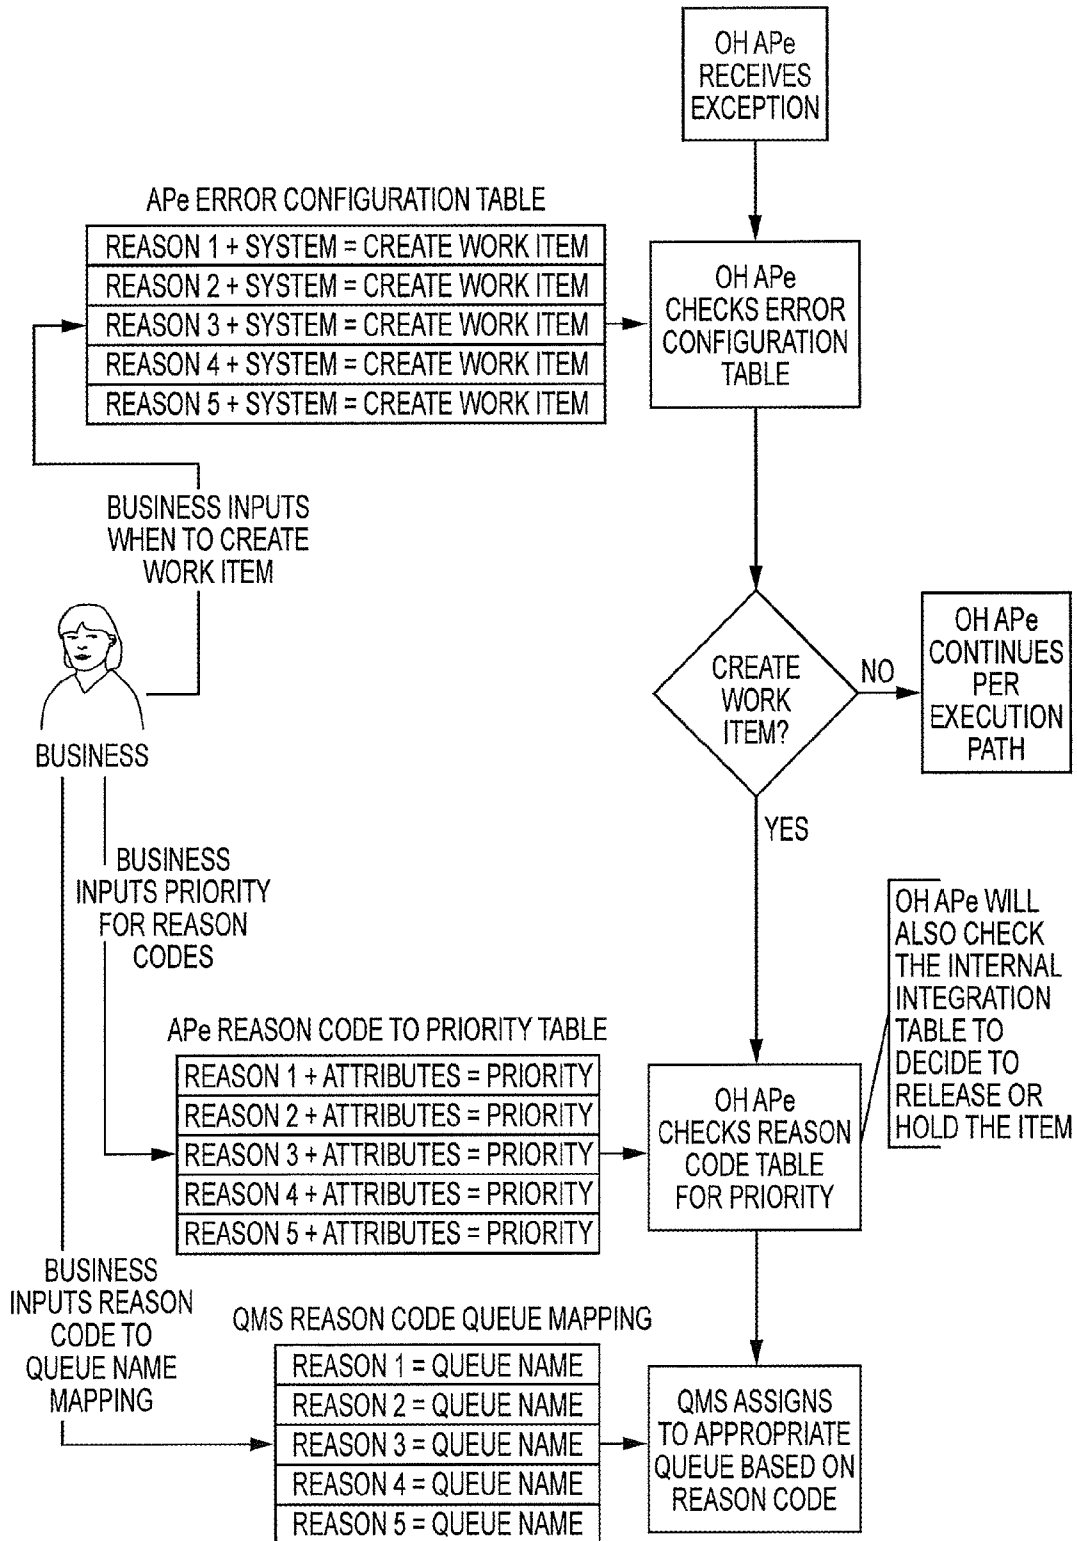 OH APe
RECEIVES
EXCEPTION
APe ERROR CONFIGURATION TABLE
REASON 1 + SYSTEM = CREATE WORK ITEM
REASON 2 + SYSTEM = CREATE WORK ITEM
REASON 3 + SYSTEM = CREATE WORK ITEM
REASON 4 + SYSTEM = CREATE WORK ITEM
REASON 5 + SYSTEM = CREATE WORK ITEM
OH APe
CHECKS ERROR
CONFIGURATION
TABLE
BUSINESS INPUTS
WHEN TO CREATE
WORK ITEM
BUSINESS
CREATE
WORK
ITEM?
NO
OH APe
CONTINUES
PER
EXECUTION
PATH
YES
BUSINESS
INPUTS PRIORITY
FOR REASON
CODES
OH APe WILL
ALSO CHECK
THE INTERNAL
INTEGRATION
TABLE TO
DECIDE TO
RELEASE OR
HOLD THE ITEM
APe REASON CODE TO PRIORITY TABLE
REASON 1 + ATTRIBUTES = PRIORITY
REASON 2 + ATTRIBUTES = PRIORITY
REASON 3 + ATTRIBUTES = PRIORITY
REASON 4 + ATTRIBUTES = PRIORITY
REASON 5 + ATTRIBUTES = PRIORITY
OH APe
CHECKS REASON
CODE TABLE
FOR PRIORITY
BUSINESS
INPUTS REASON
CODE TO
QUEUE NAME
MAPPING
QMS REASON CODE QUEUE MAPPING
REASON 1 = QUEUE NAME
REASON 2 = QUEUE NAME
REASON 3 = QUEUE NAME
REASON 4 = QUEUE NAME
REASON 5 = QUEUE NAME
QMS ASSIGNS
TO APPROPRIATE
QUEUE BASED ON
REASON CODE